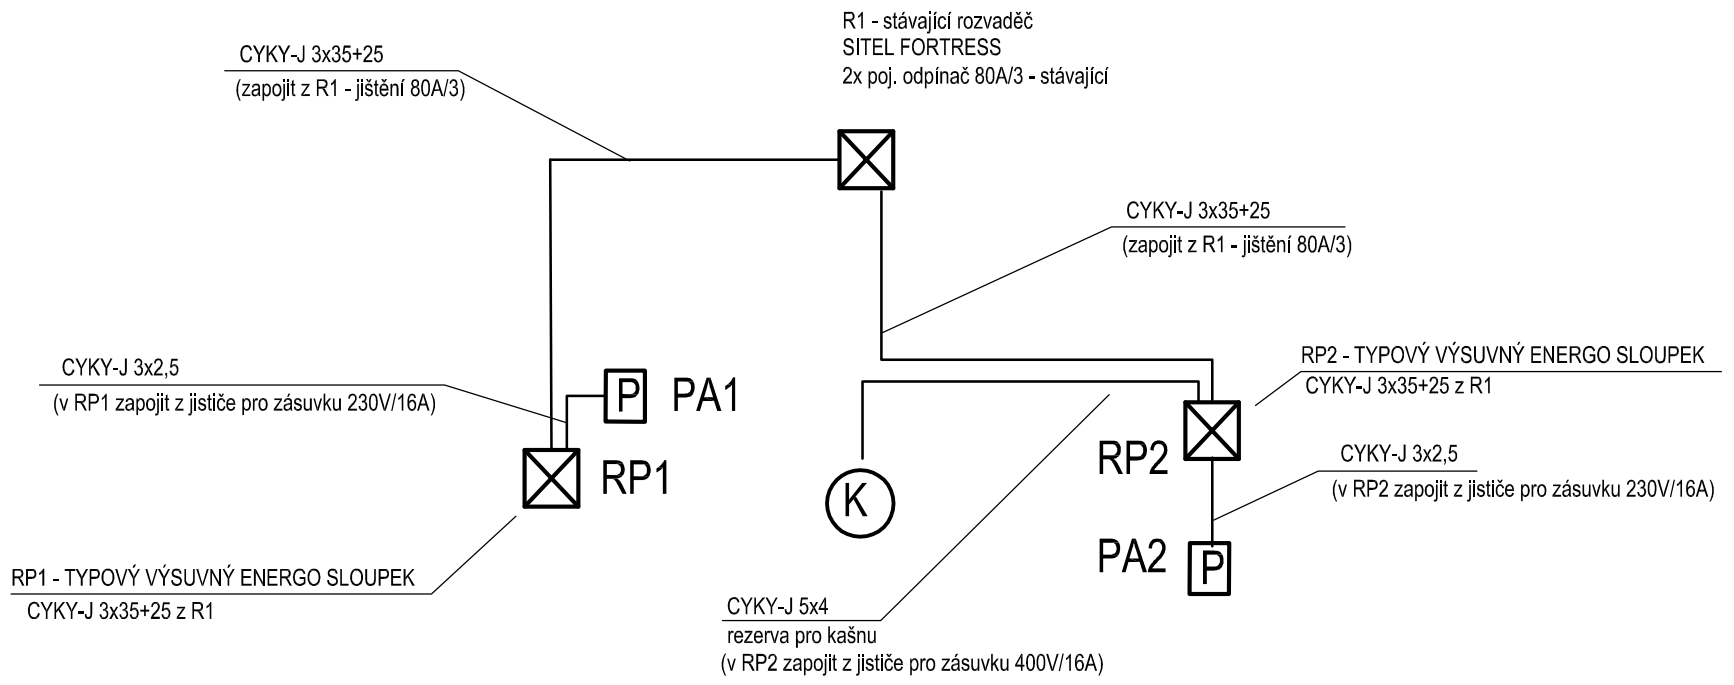 R1 - stávající rozvaděč
SITEL FORTRESS
2x poj. odpínač 80A/3 - stávající
CYKY-J 3x35+25
(zapojit z R1 - jištění 80A/3)
CYKY-J 3x35+25
(zapojit z R1 - jištění 80A/3)
CYKY-J 3x2,5
(v RP1 zapojit z jističe pro zásuvku 230V/16A)
P
PA1
RP1
RP2 - TYPOVÝ VÝSUVNÝ ENERGO SLOUPEK
CYKY-J 3x35+25 z R1
RP2
K
CYKY-J 3x2,5
(v RP2 zapojit z jističe pro zásuvku 230V/16A)
PA2
P
RP1 - TYPOVÝ VÝSUVNÝ ENERGO SLOUPEK
CYKY-J 3x35+25 z R1
CYKY-J 5x4
rezerva pro kašnu
(v RP2 zapojit z jističe pro zásuvku 400V/16A)